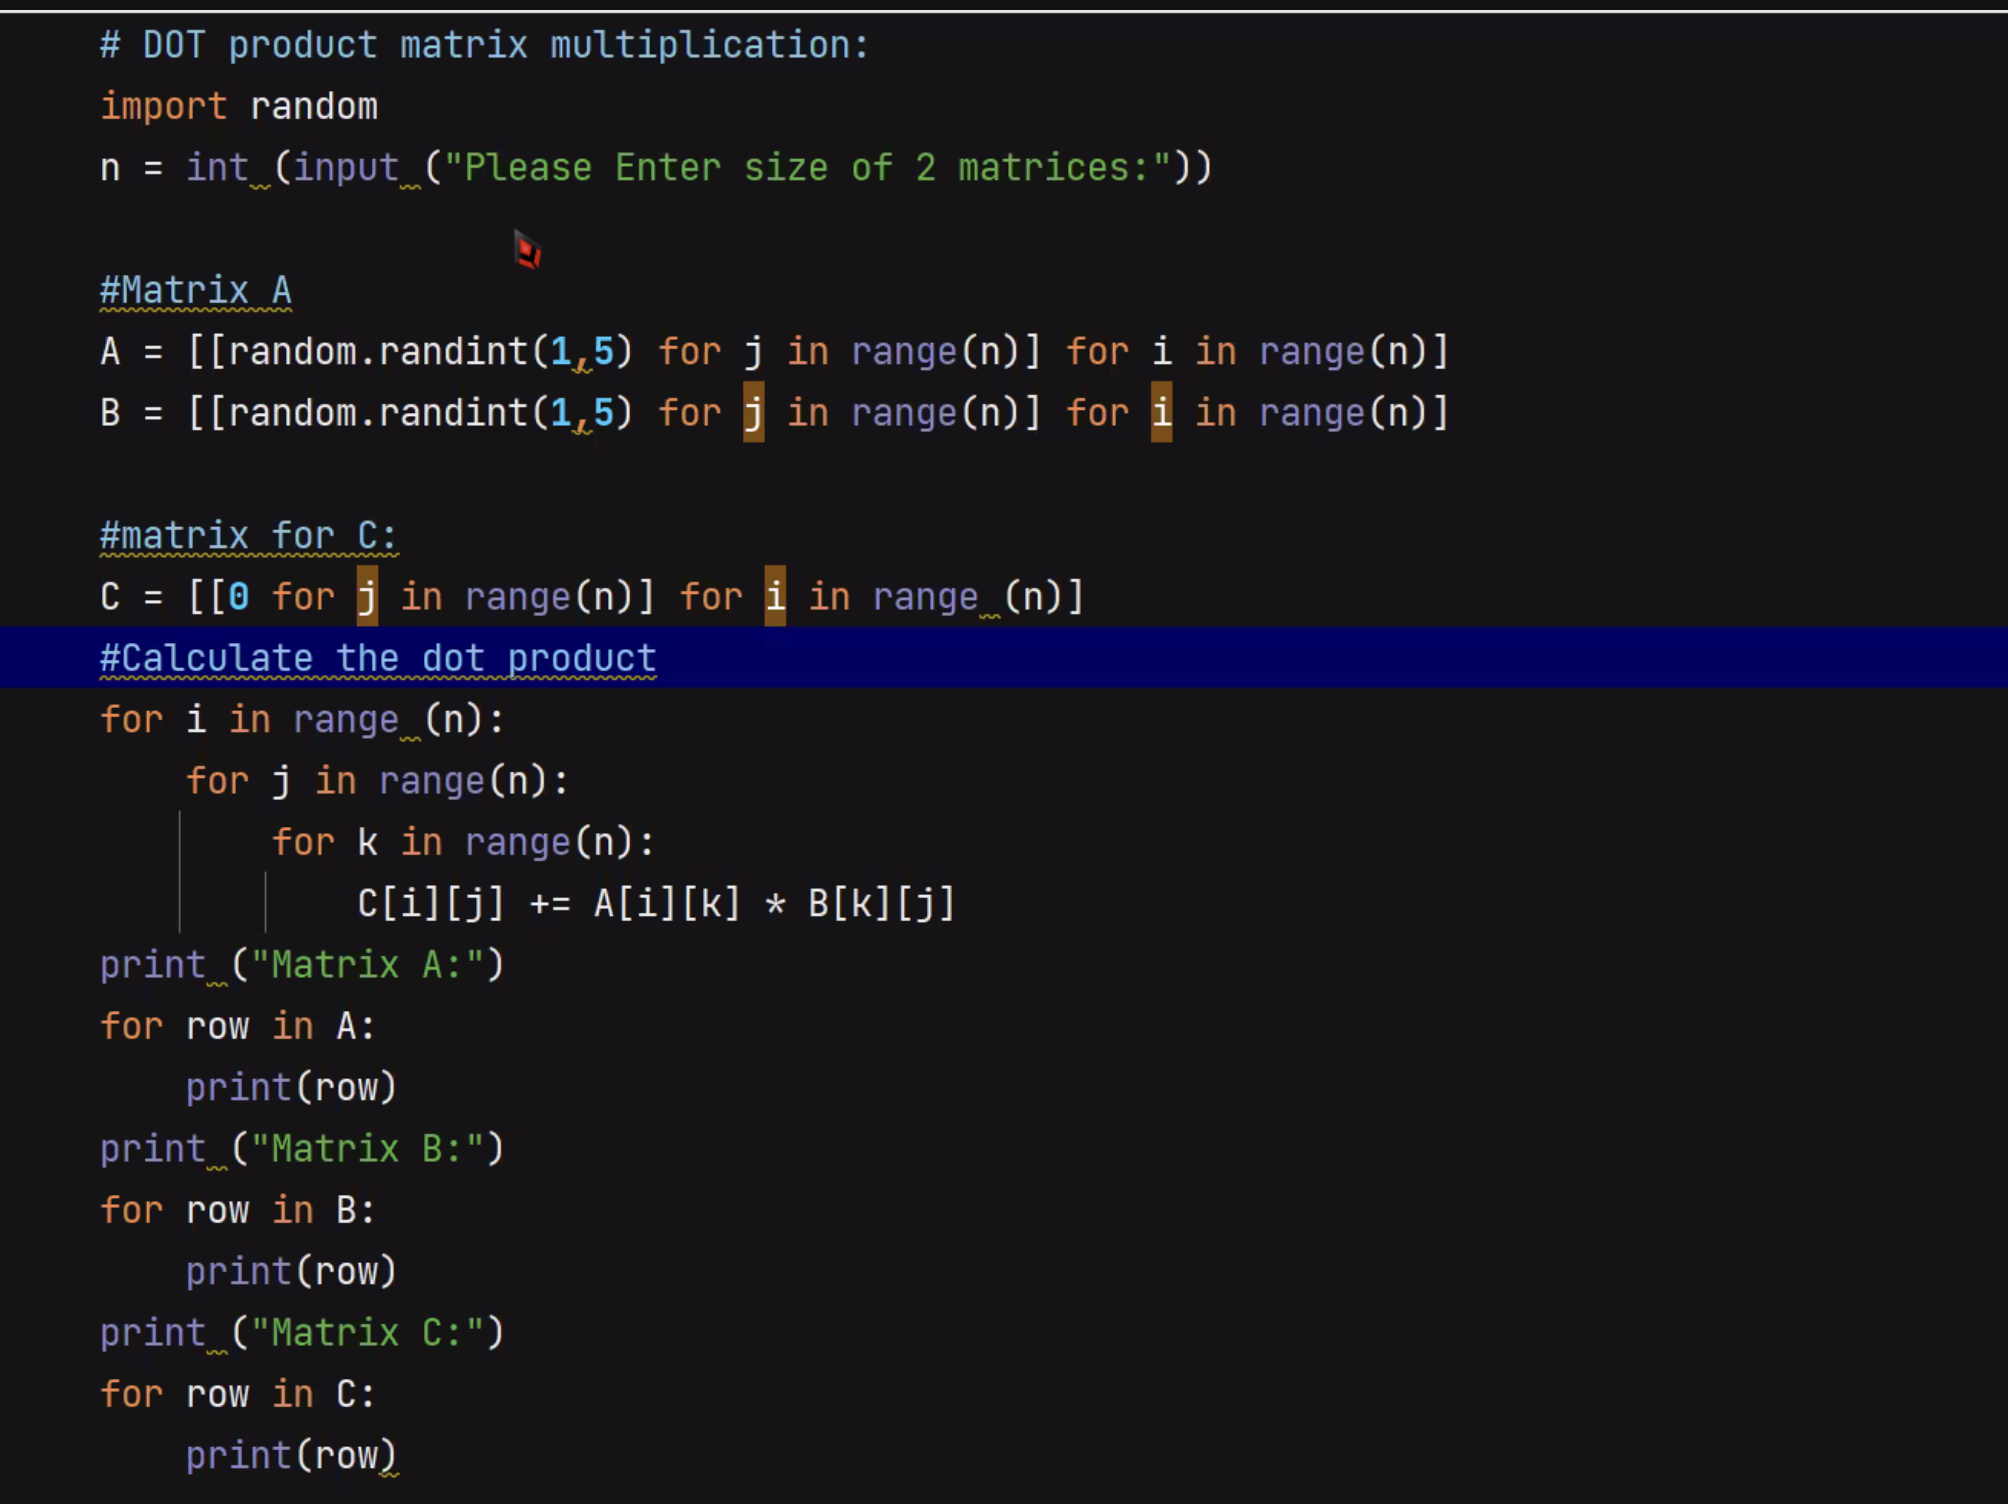 # DOT product matrix multiplication:
import random
n = int (input ("Please Enter size of 2 matrices:"))
#Matrix A
A = [[random.randint(1,5) for j in range(n)] for i in range(n)]
B = [[random.randint(1,5) for j in range(n)] for i in range(n)]
#matrix for C:
C = [[0 for j in range(n)] for i in range (n)]
#Calculate the dot product
for i in range (n):
    for j in range(n):
        for k in range(n):
            C[i][j] += A[i][k] * B[k][j]
print ("Matrix A:")
for row in A:
    print(row)
print ("Matrix B:")
for row in B:
    print(row)
print ("Matrix C:")
for row in C:
    print(row)